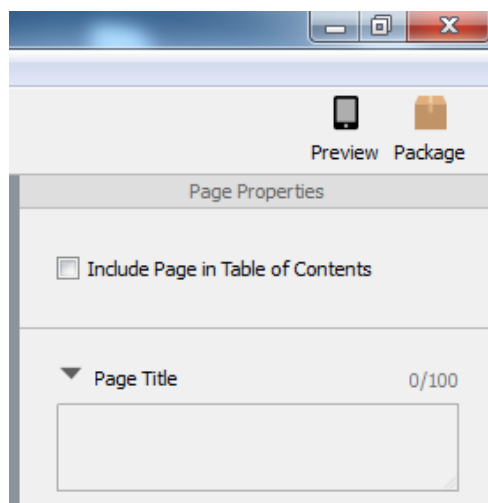 Preview Package
Page Properties
Include Page in Table of Contents
Page Title 0/100